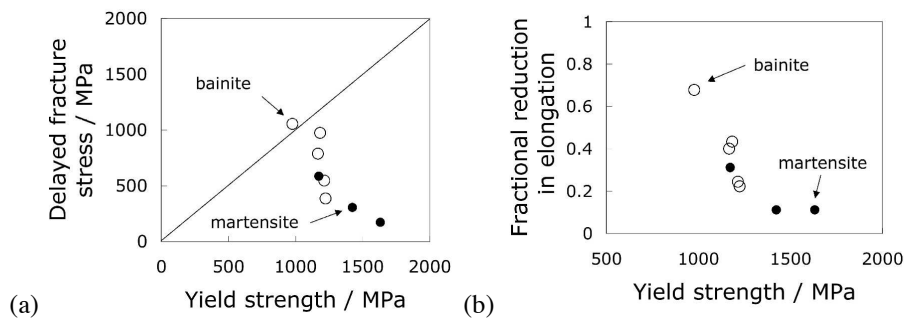 2000
1500
1000
500
0
Delayed fracture
stress / MPa
bainite
martensite
0 500 1000 1500 2000
Yield strength / MPa
(a)
1
0.8
0.6
0.4
0.2
0
Fractional reduction
in elongation
bainite
martensite
500 1000 1500 2000
Yield strength / MPa
(b)